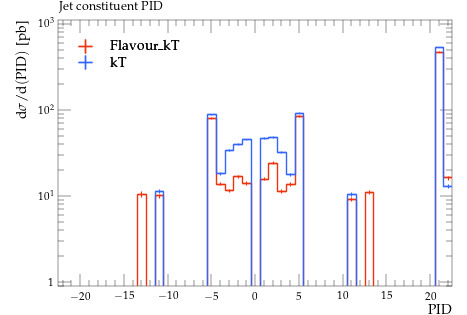 Jet constituent PID
dσ/d(PID) [pb]
10³
10²
10¹
1
Flavour_kT
kT
−20 −15 −10 −5 0 5 10 15 20
PID